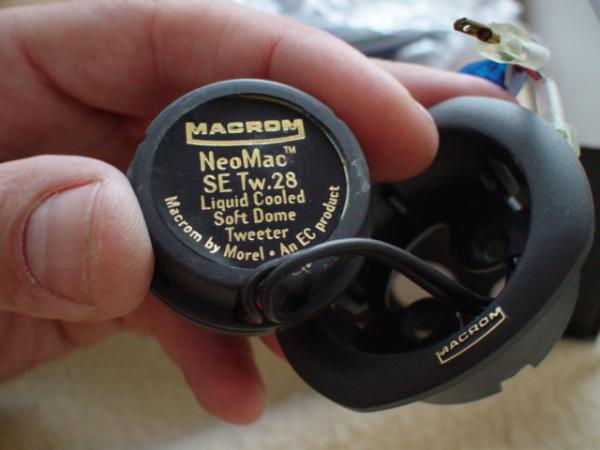 MACROM
NeoMac™
SE Tw.28
Liquid Cooled
Soft Dome
Tweeter
Macrom by Morel • An EC product
MACROM